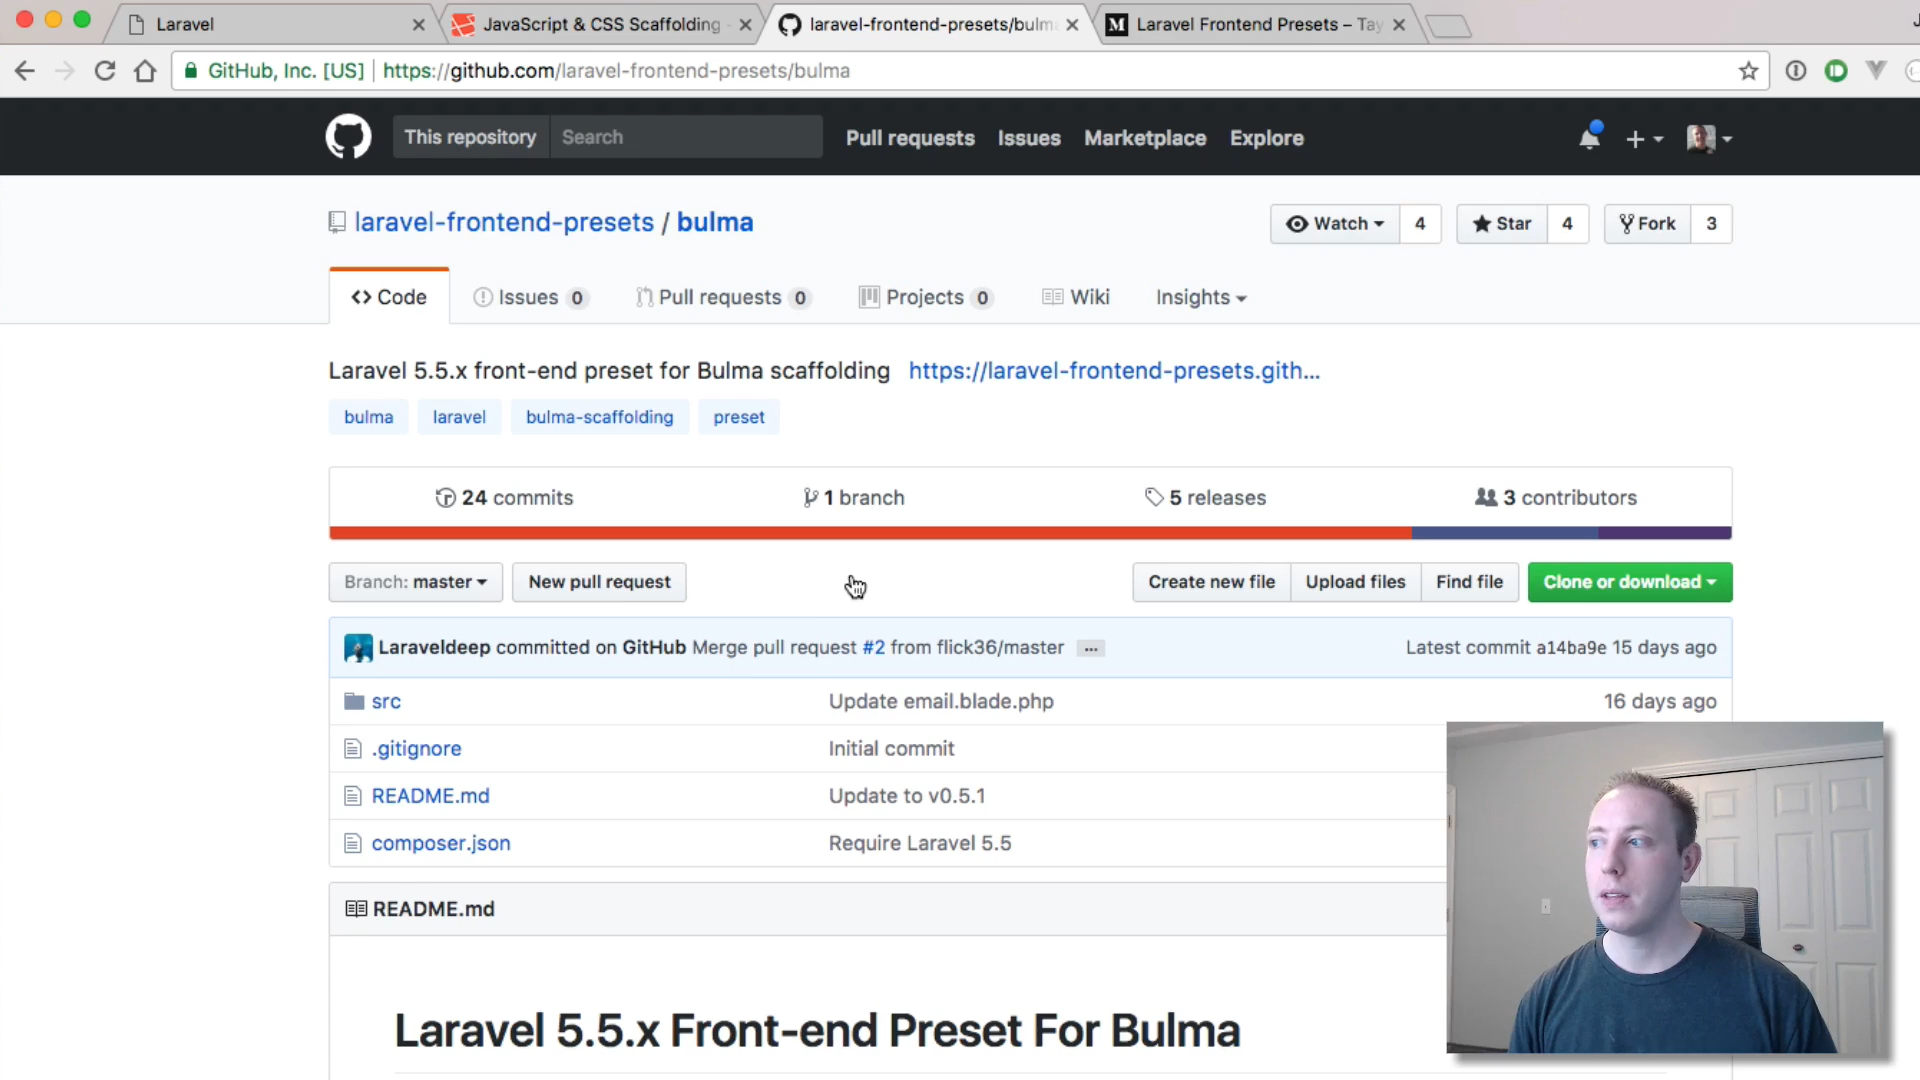 Laravel
JavaScript & CSS Scaffolding -
laravel-frontend-presets/bulma
Laravel Frontend Presets – Tay
GitHub, Inc. [US] https://github.com/laravel-frontend-presets/bulma
This repository Search Pull requests Issues Marketplace Explore
laravel-frontend-presets / bulma
Watch 4 Star 4 Fork 3
Code Issues 0 Pull requests 0 Projects 0 Wiki Insights
Laravel 5.5.x front-end preset for Bulma scaffolding https://laravel-frontend-presets.gith...
bulma laravel bulma-scaffolding preset
24 commits 1 branch 5 releases 3 contributors
Branch: master New pull request Create new file Upload files Find file Clone or download
Laraveldeep committed on GitHub Merge pull request #2 from flick36/master ... Latest commit a14ba9e 15 days ago
src Update email.blade.php 16 days ago
.gitignore Initial commit
README.md Update to v0.5.1
composer.json Require Laravel 5.5
README.md
Laravel 5.5.x Front-end Preset For Bulma